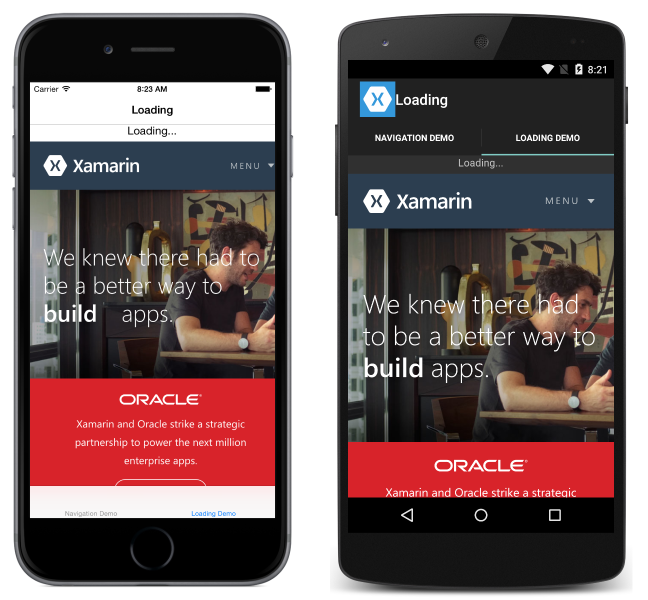 Carrier
8:23 AM
Loading
Loading...
Xamarin
MENU
We knew there had to
be a better way to
build apps.
ORACLE
Xamarin and Oracle strike a strategic
partnership to power the next million
enterprise apps.
Navigation Demo
Loading Demo
8:21
X Loading
NAVIGATION DEMO
LOADING DEMO
Loading...
Xamarin
MENU
We knew there had
to be a better way to
build apps.
ORACLE
Xamarin and Oracle strike a strategic